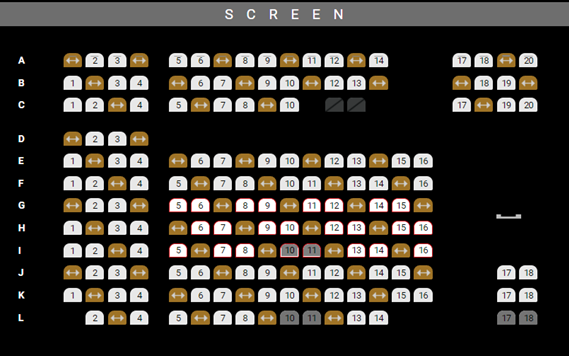 S C R E E N
A 2 3 5 6 8 9 11 12 14 17 18 20
B 1 3 4 6 7 9 10 12 13 18 19
C 1 2 4 5 7 8 10 17 19 20
D 2 3
E 1 3 4 6 7 9 10 12 13 15 16
F 1 2 4 5 7 8 10 11 13 14 16
G 2 3 5 6 8 9 11 12 14 15
H 1 3 4 6 7 9 10 12 13 15 16
I 1 2 4 5 7 8 10 11 13 14 16
J 2 3 5 6 8 9 11 12 14 15 17 18
K 1 3 4 6 7 9 10 12 13 15 16 17 18
L 2 4 5 7 8 10 11 13 14 17 18